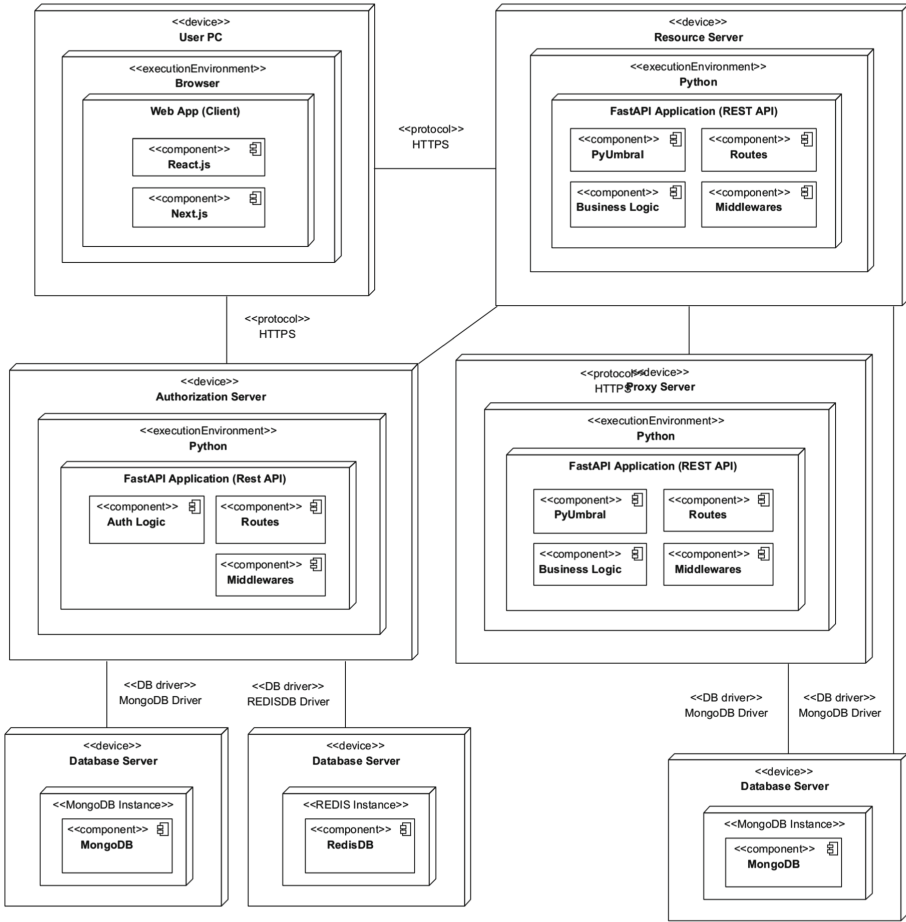 <<device>>
User PC
<<executionEnvironment>>
Browser
Web App (Client)
<<component>>
React.js
<<component>>
Next.js
<<protocol>>
HTTPS
<<device>>
Resource Server
<<executionEnvironment>>
Python
FastAPI Application (REST API)
<<component>>
PyUmbral
<<component>>
Routes
<<component>>
Business Logic
<<component>>
Middlewares
<<protocol>>
HTTPS
<<device>>
Authorization Server
<<executionEnvironment>>
Python
FastAPI Application (Rest API)
<<component>>
Auth Logic
<<component>>
Routes
<<component>>
Middlewares
<<protocol>>
HTTPS
<<device>>
Proxy Server
<<executionEnvironment>>
Python
FastAPI Application (REST API)
<<component>>
PyUmbral
<<component>>
Routes
<<component>>
Business Logic
<<component>>
Middlewares
<<DB driver>>
MongoDB Driver
<<DB driver>>
REDISDB Driver
<<DB driver>>
MongoDB Driver
<<DB driver>>
MongoDB Driver
<<device>>
Database Server
<<MongoDB Instance>>
<<component>>
MongoDB
<<device>>
Database Server
<<REDIS Instance>>
<<component>>
RedisDB
<<device>>
Database Server
<<MongoDB Instance>>
<<component>>
MongoDB